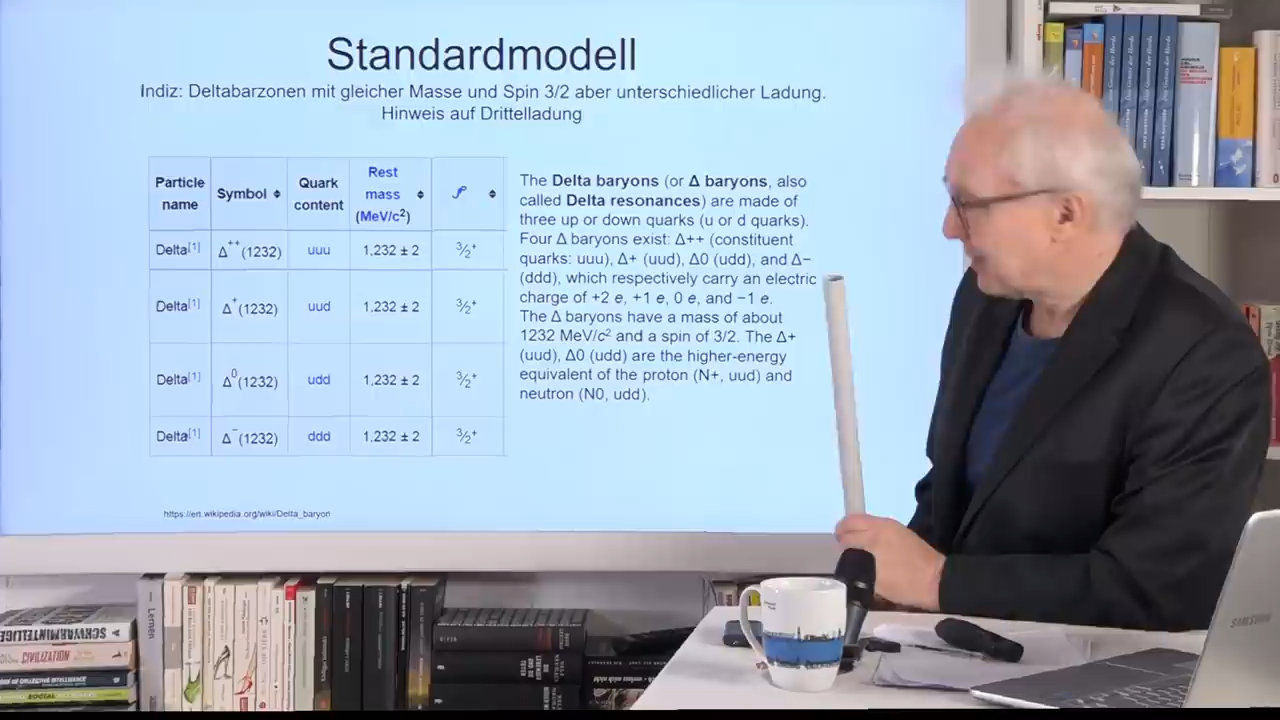 Standardmodell
Indiz: Deltabarzonen mit gleicher Masse und Spin 3/2 aber unterschiedlicher Ladung.
Hinweis auf Drittelladung
Particle name Symbol Quark content Rest mass (MeV/c²) J^P
Delta[1] Δ++(1232) uuu 1,232 ± 2 3/2+
Delta[1] Δ+(1232) uud 1,232 ± 2 3/2+
Delta[1] Δ0(1232) udd 1,232 ± 2 3/2+
Delta[1] Δ−(1232) ddd 1,232 ± 2 3/2+
The Delta baryons (or Δ baryons, also
called Delta resonances) are made of
three up or down quarks (u or d quarks).
Four Δ baryons exist: Δ++ (constituent
quarks: uuu), Δ+ (uud), Δ0 (udd), and Δ−
(ddd), which respectively carry an electric
charge of +2 e, +1 e, 0 e, and −1 e.
The Δ baryons have a mass of about
1232 MeV/c² and a spin of 3/2. The Δ+
(uud), Δ0 (udd) are the higher-energy
equivalent of the proton (N+, uud) and
neutron (N0, udd).
https://en.wikipedia.org/wiki/Delta_baryon
Lernen
SCHWARMINTELLIGE
CIVILIZATION
SOCIAL
SAMSUNG